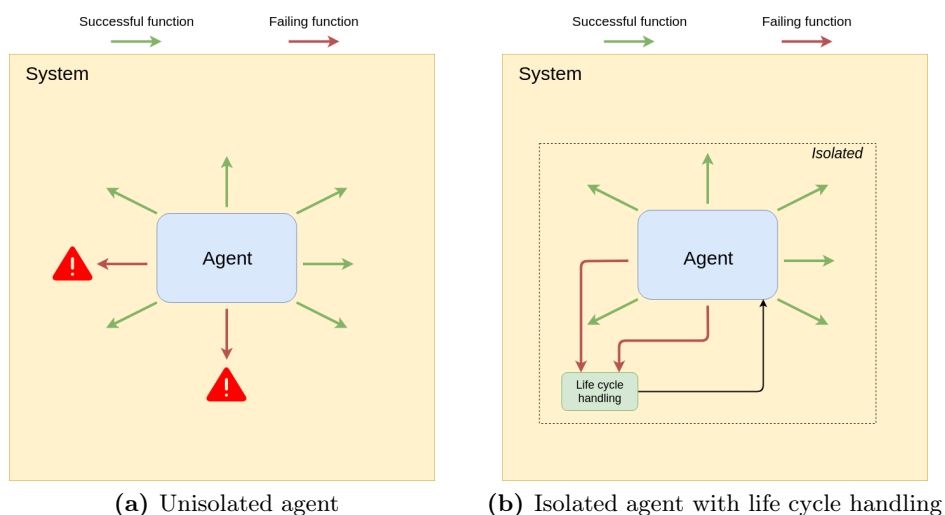 Successful function
Failing function
System
Agent
(a) Unisolated agent
Successful function
Failing function
System
Isolated
Agent
Life cycle
handling
(b) Isolated agent with life cycle handling